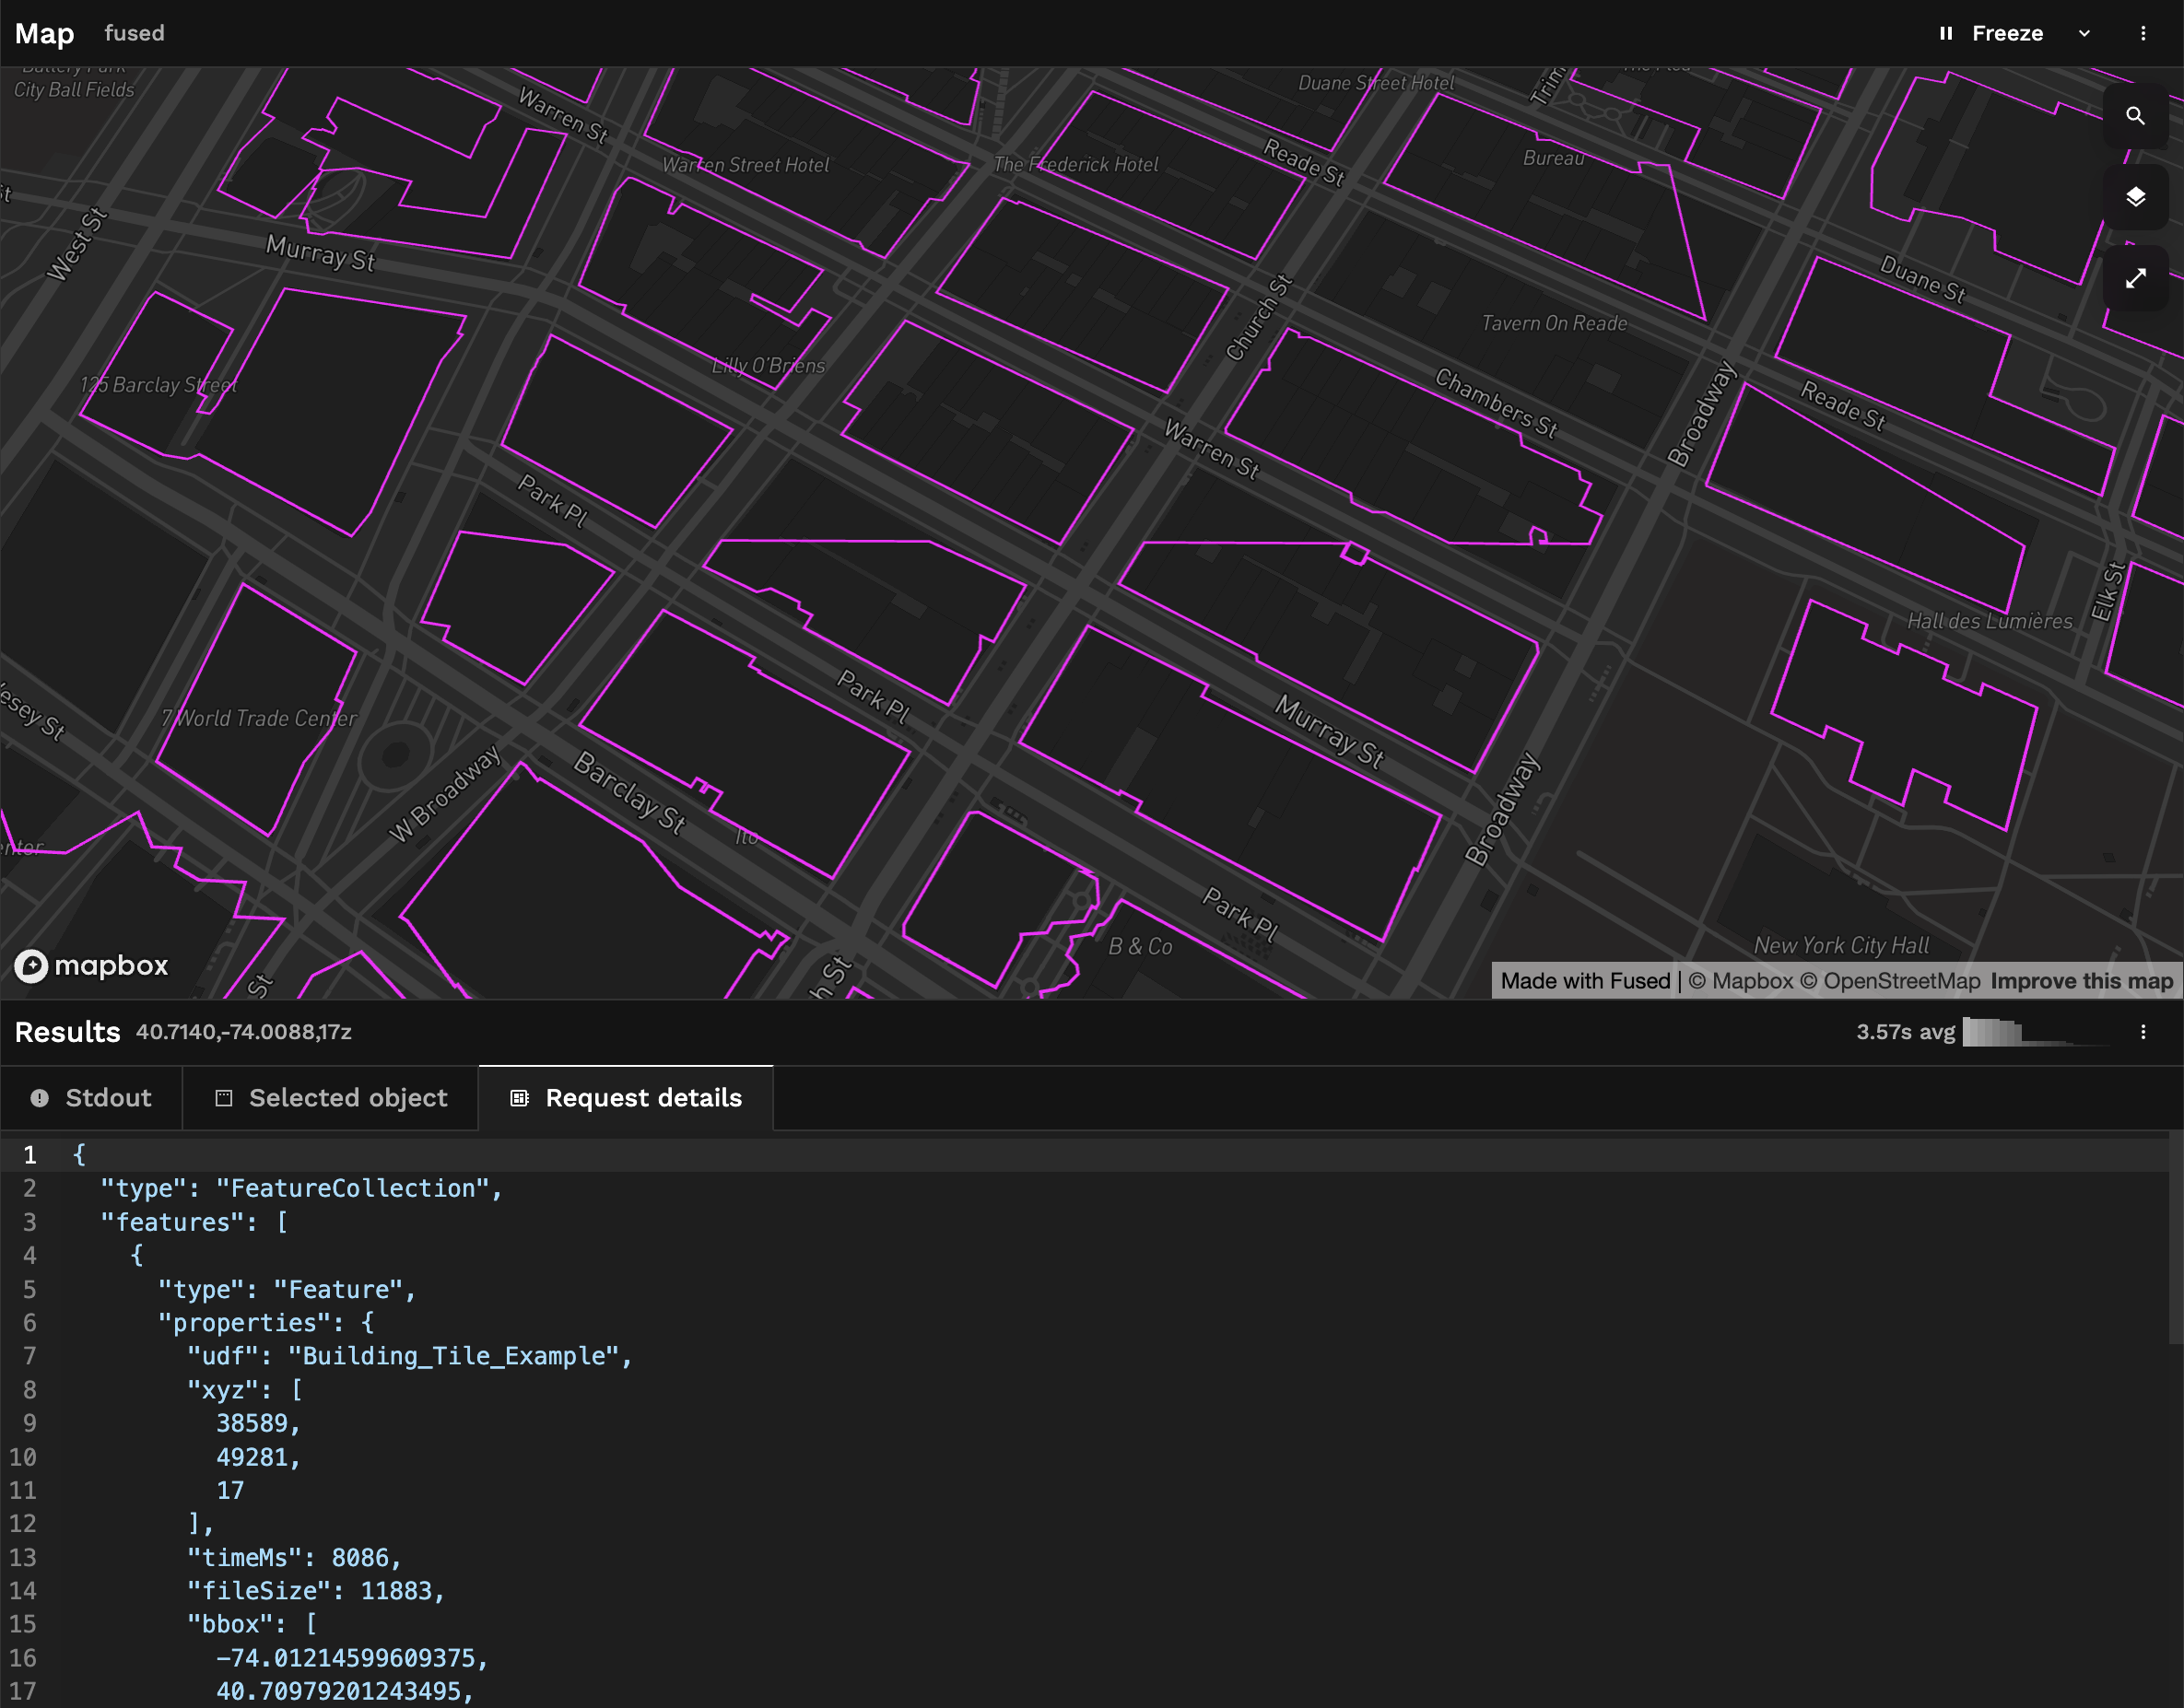 Map fused
Freeze
Battery Park
City Ball Fields
Duane Street Hotel
Warren St
Warren Street Hotel
The Frederick Hotel
Reade St
Bureau
West St
Murray St
Church St
Duane St
Tavern On Reade
Lilly O'Briens
125 Barclay Street
Chambers St
Broadway
Reade St
Warren St
Park Pl
Elk St
Hall des Lumières
Park Pl
7 World Trade Center
Murray St
Barclay St
W Broadway
Ito
Broadway
Park Pl
B & Co
New York City Hall
St
mapbox
Made with Fused | © Mapbox © OpenStreetMap Improve this map
Results 40.7140,-74.0088,17z
3.57s avg
Stdout
Selected object
Request details
1 {
2 "type": "FeatureCollection",
3 "features": [
4 {
5 "type": "Feature",
6 "properties": {
7 "udf": "Building_Tile_Example",
8 "xyz": [
9 38589,
10 49281,
11 17
12 ],
13 "timeMs": 8086,
14 "fileSize": 11883,
15 "bbox": [
16 -74.01214599609375,
17 40.70979201243495,